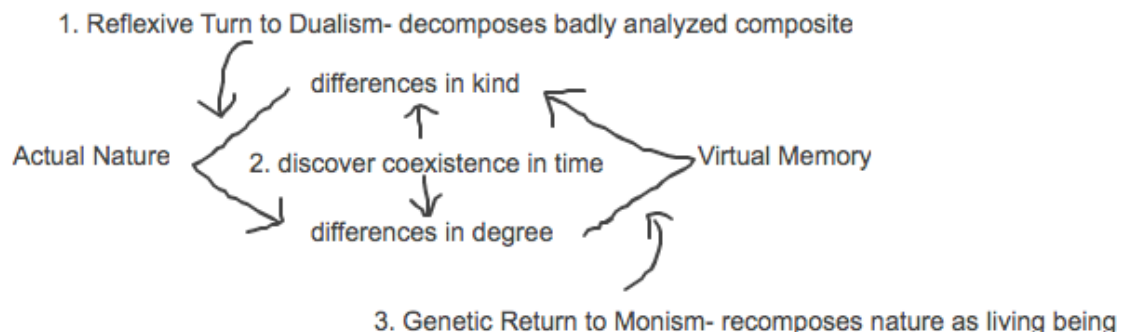 1. Reflexive Turn to Dualism- decomposes badly analyzed composite
differences in kind
Actual Nature
2. discover coexistence in time
Virtual Memory
differences in degree
3. Genetic Return to Monism- recomposes nature as living being